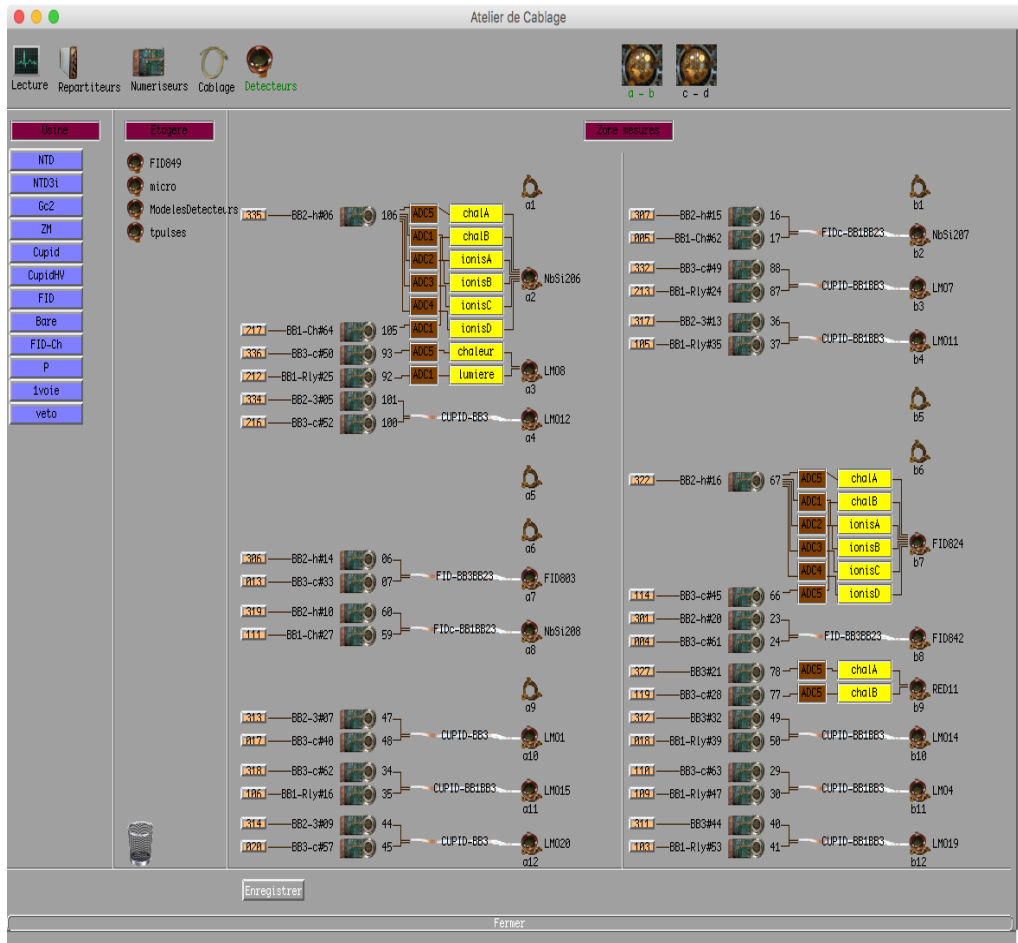 Atelier de Cablage
Lecture Repartiteurs Numeriseurs Cablage Detecteurs
a - b c - d
Usine Etagere Zone mesures
NTD
NTD3i
Gc2
ZM
Cupid
CupidHV
FID
Bare
FID-Ch
P
1voie
veto
FID849
micro
ModelesDetecteurs
tpulses
a1
335 BB2-h#06 106 ADC5 chalA
ADC1 chalB
ADC2 ionisA
ADC3 ionisB
ADC4 ionisC
217 BB1-Ch#64 105 ADC1 ionisD
NbSi206
a2
336 BB3-c#50 93 ADC5 chaleur
212 BB1-Rly#25 92 ADC1 lumiere
LMO8
a3
334 BB2-3#05 101
216 BB3-c#52 100
CUPID-BB3 LMO12
a4
a5
a6
306 BB2-h#14 06
013 BB3-c#33 07
FID-BB3BB23 FID803
a7
319 BB2-h#10 60
111 BB1-Ch#27 59
FIDc-BB1BB23 NbSi208
a8
a9
313 BB2-3#07 47
017 BB3-c#40 48
CUPID-BB3 LMO1
a10
318 BB3-c#62 34
106 BB1-Rly#16 35
CUPID-BB1BB3 LMO15
a11
314 BB2-3#09 44
020 BB3-c#57 45
CUPID-BB3 LMO20
a12
b1
307 BB2-h#15 16
005 BB1-Ch#62 17
FIDc-BB1BB23 NbSi207
b2
332 BB3-c#49 88
213 BB1-Rly#24 87
CUPID-BB1BB3 LMO7
b3
317 BB2-3#13 36
105 BB1-Rly#35 37
CUPID-BB1BB3 LMO11
b4
b5
b6
322 BB2-h#16 67 ADC5 chalA
ADC1 chalB
ADC2 ionisA
ADC3 ionisB
ADC4 ionisC
114 BB3-c#45 66 ADC5 ionisD
FID824
b7
301 BB2-h#20 23
004 BB3-c#61 24
FID-BB3BB23 FID842
b8
327 BB3#21 78 ADC5 chalA
119 BB3-c#28 77 ADC5 chalB
RED11
b9
312 BB3#32 49
018 BB1-Rly#39 50
CUPID-BB1BB3 LMO14
b10
110 BB3-c#63 29
109 BB1-Rly#47 30
CUPID-BB1BB3 LMO4
b11
311 BB3#44 40
103 BB1-Rly#53 41
CUPID-BB1BB3 LMO19
b12
Enregistrer
Fermer